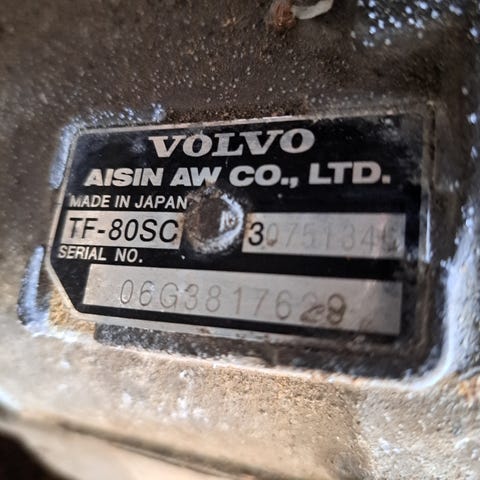 VOLVO
AISIN AW CO., LTD.
MADE IN JAPAN
TF-80SC
SERIAL NO.
06G3817629